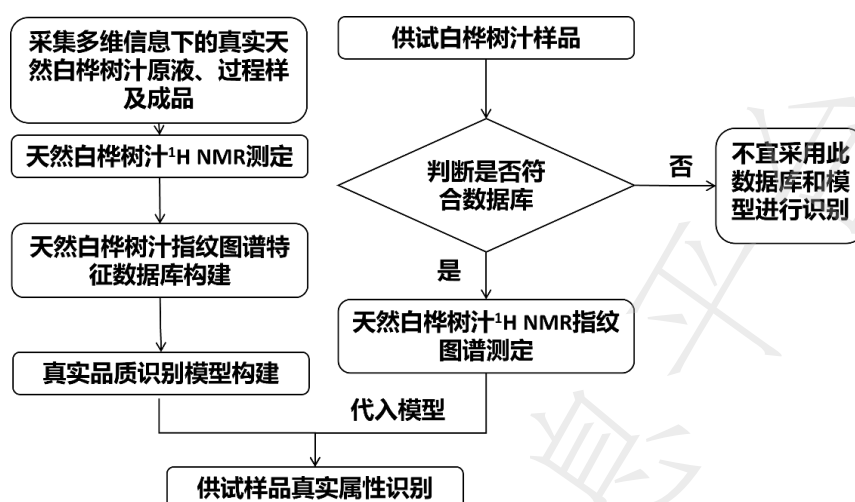 采集多维信息下的真实天
然白桦树汁原液、过程样
及成品
天然白桦树汁¹H NMR测定
天然白桦树汁指纹图谱特
征数据库构建
真实品质识别模型构建
供试白桦树汁样品
判断是否符
合数据库
否
不宜采用此
数据库和模
型进行识别
是
天然白桦树汁¹H NMR指纹
图谱测定
代入模型
供试样品真实属性识别